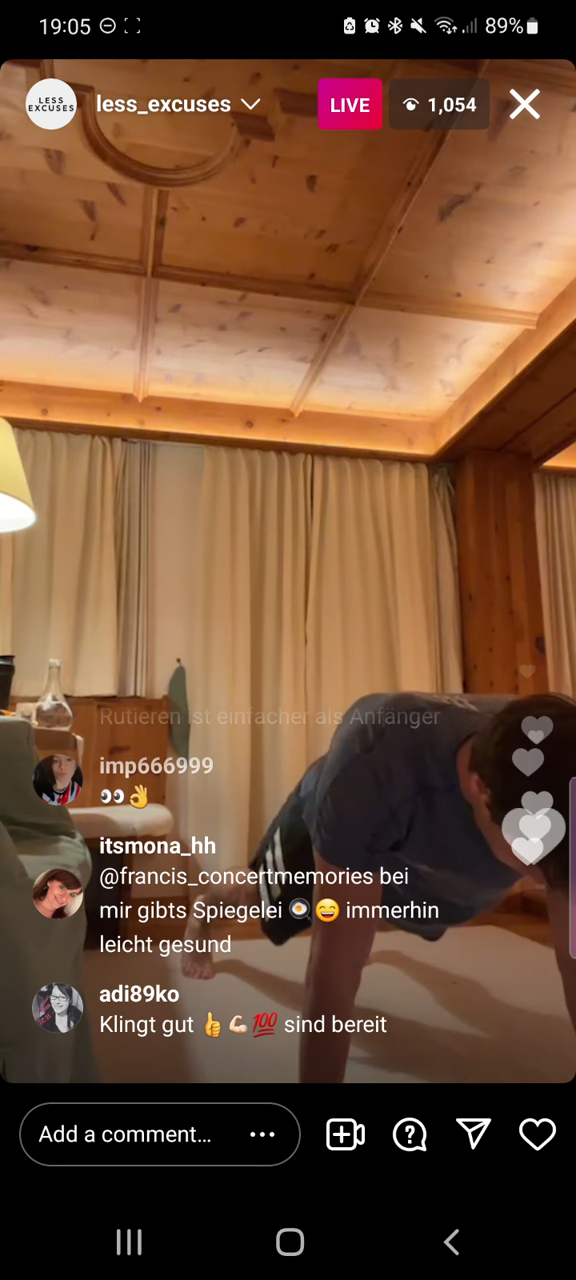 19:05
89%
LESS
EXCUSES
less_excuses
LIVE
1,054
Rutieren ist einfacher als Anfänger
imp666999
👀👌
itsmona_hh
@francis_concertmemories bei
mir gibts Spiegelei 🍳😄 immerhin
leicht gesund
adi89ko
Klingt gut 👍💪🏻💯 sind bereit
Add a comment...